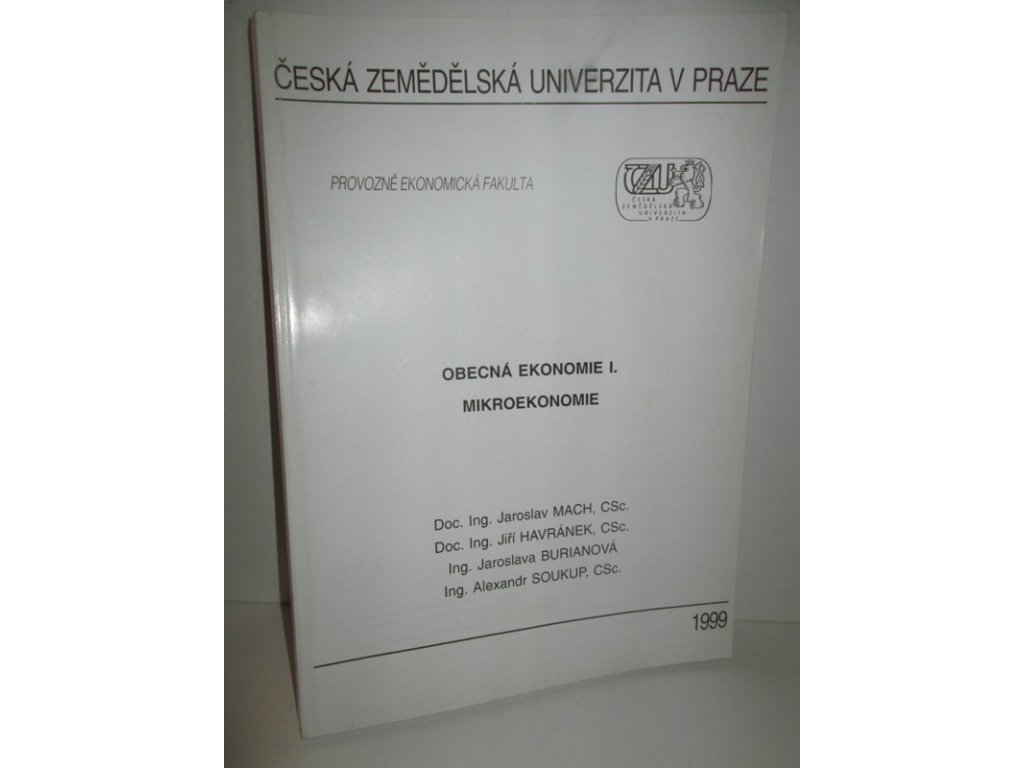 ČESKÁ ZEMĚDĚLSKÁ UNIVERZITA V PRAZE
PROVOZNĚ EKONOMICKÁ FAKULTA
ČZU
ČESKÁ
ZEMĚDĚLSKÁ
UNIVERZITA
V PRAZE
OBECNÁ EKONOMIE I.
MIKROEKONOMIE
Doc. Ing. Jaroslav MACH, CSc.
Doc. Ing. Jiří HAVRÁNEK, CSc.
Ing. Jaroslava BURIANOVÁ
Ing. Alexandr SOUKUP, CSc.
1999